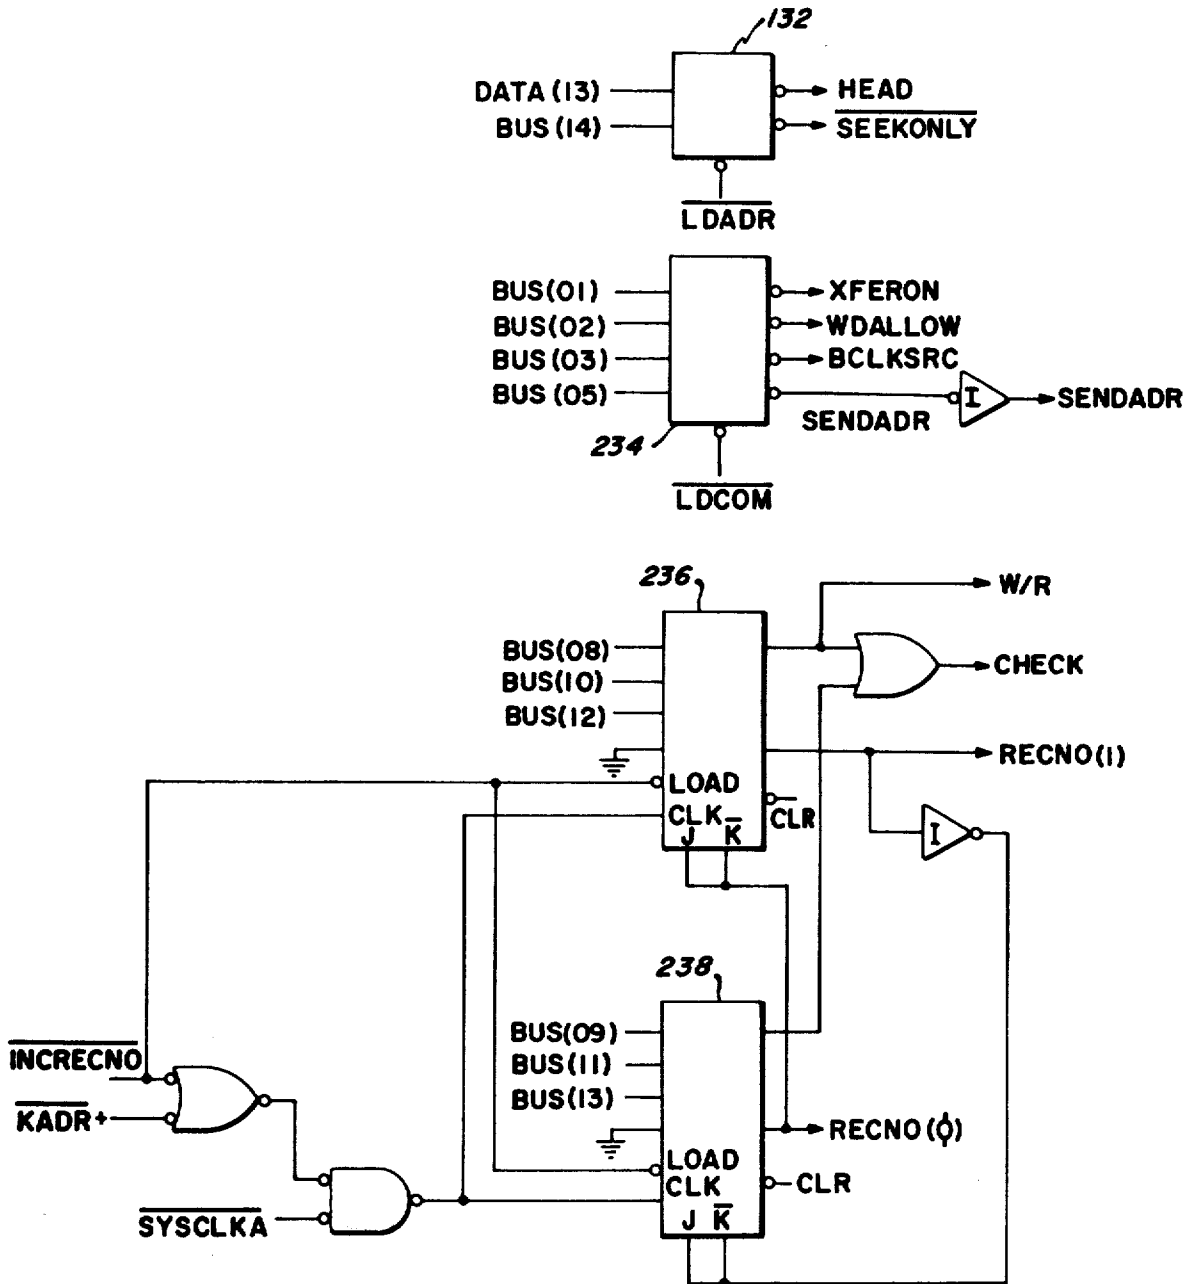 132
DATA (13)
HEAD
BUS (14)
SEEKONLY
LDADR
BUS(01)
XFERON
BUS(02)
WDALLOW
BUS(03)
BCLKSRC
BUS (05)
I
SENDADR
SENDADR
234
LDCOM
236
W/R
BUS(08)
CHECK
BUS(10)
BUS(12)
RECNO(1)
LOAD
CLK
CLR
J K
I
238
BUS(09)
INCRECNO
BUS(11)
BUS(13)
KADR+
RECNO(ϕ)
LOAD
CLK
CLR
SYSCLKA
J K